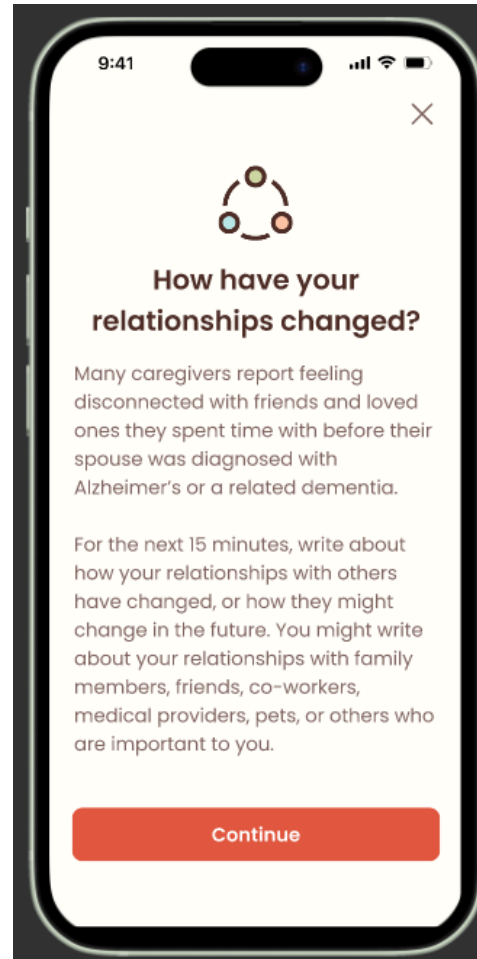 9:41
How have your
relationships changed?
Many caregivers report feeling
disconnected with friends and loved
ones they spent time with before their
spouse was diagnosed with
Alzheimer's or a related dementia.
For the next 15 minutes, write about
how your relationships with others
have changed, or how they might
change in the future. You might write
about your relationships with family
members, friends, co-workers,
medical providers, pets, or others who
are important to you.
Continue